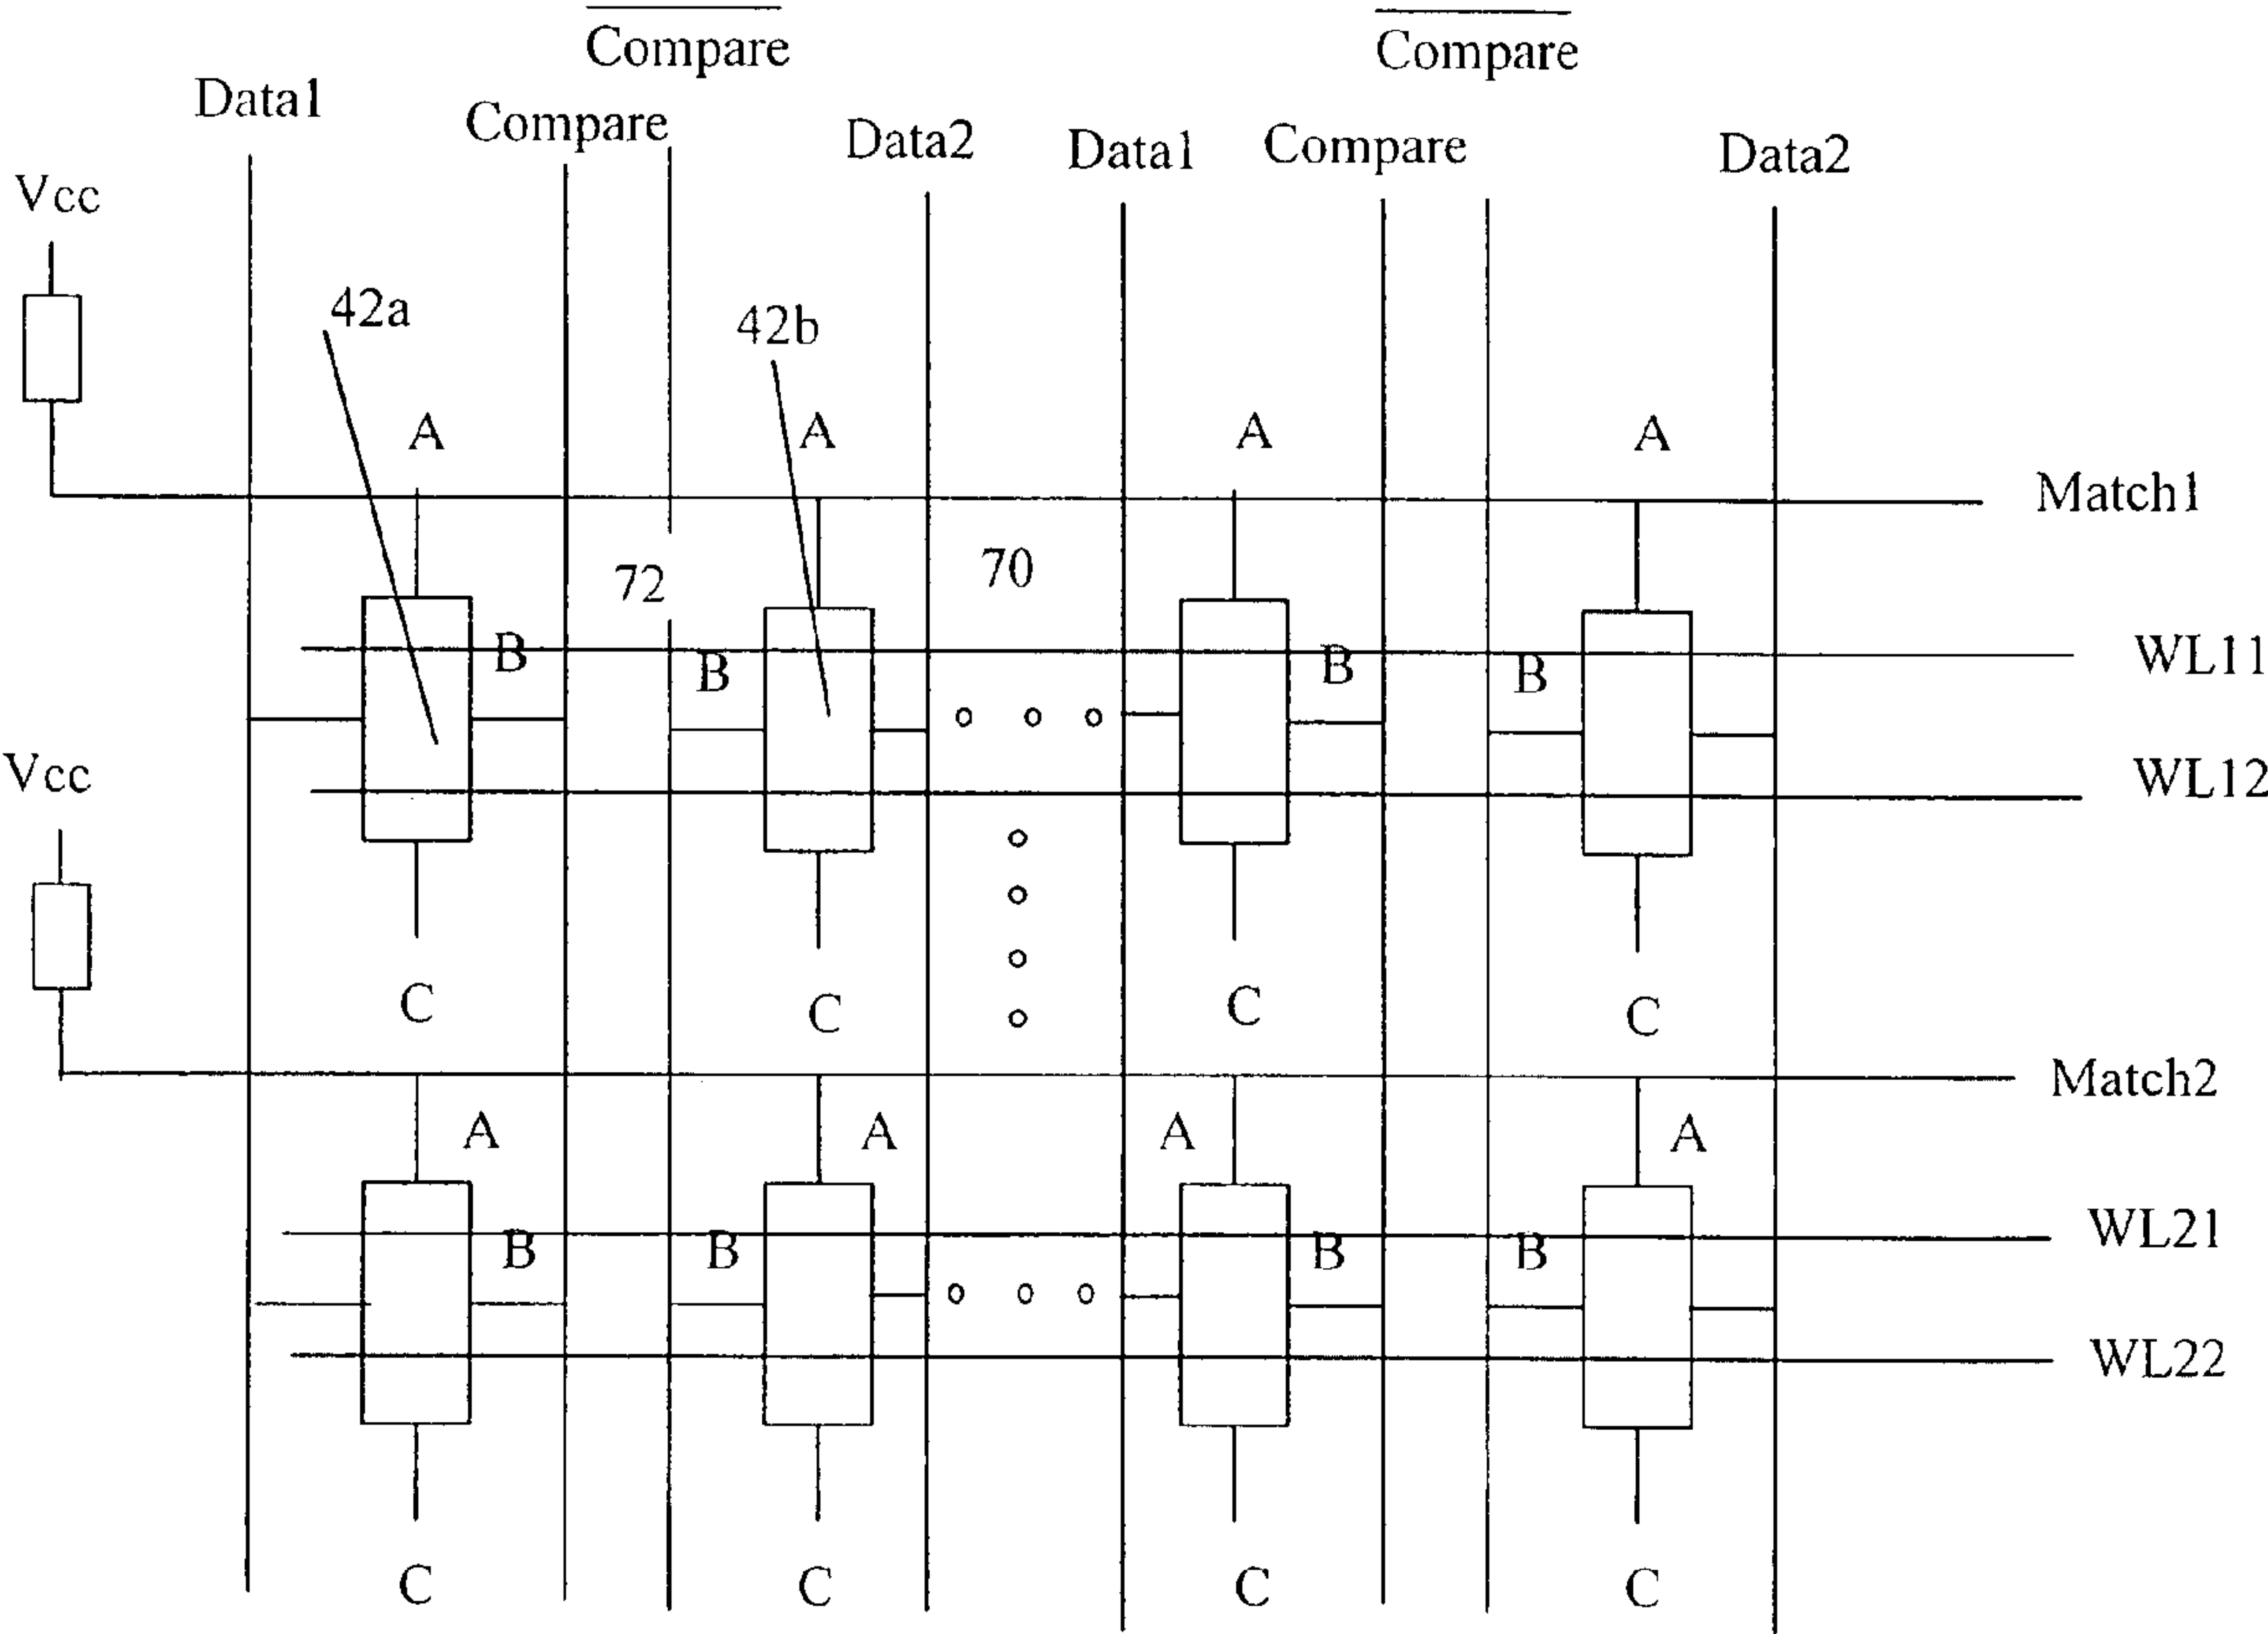 Compare Compare
Data1 Compare Data2 Data1 Compare Data2
Vcc
42a 42b
A A A A
Match1
72 70
B B B B WL11
Vcc WL12
C C C C
Match2
A A A A
B B B B WL21
WL22
C C C C